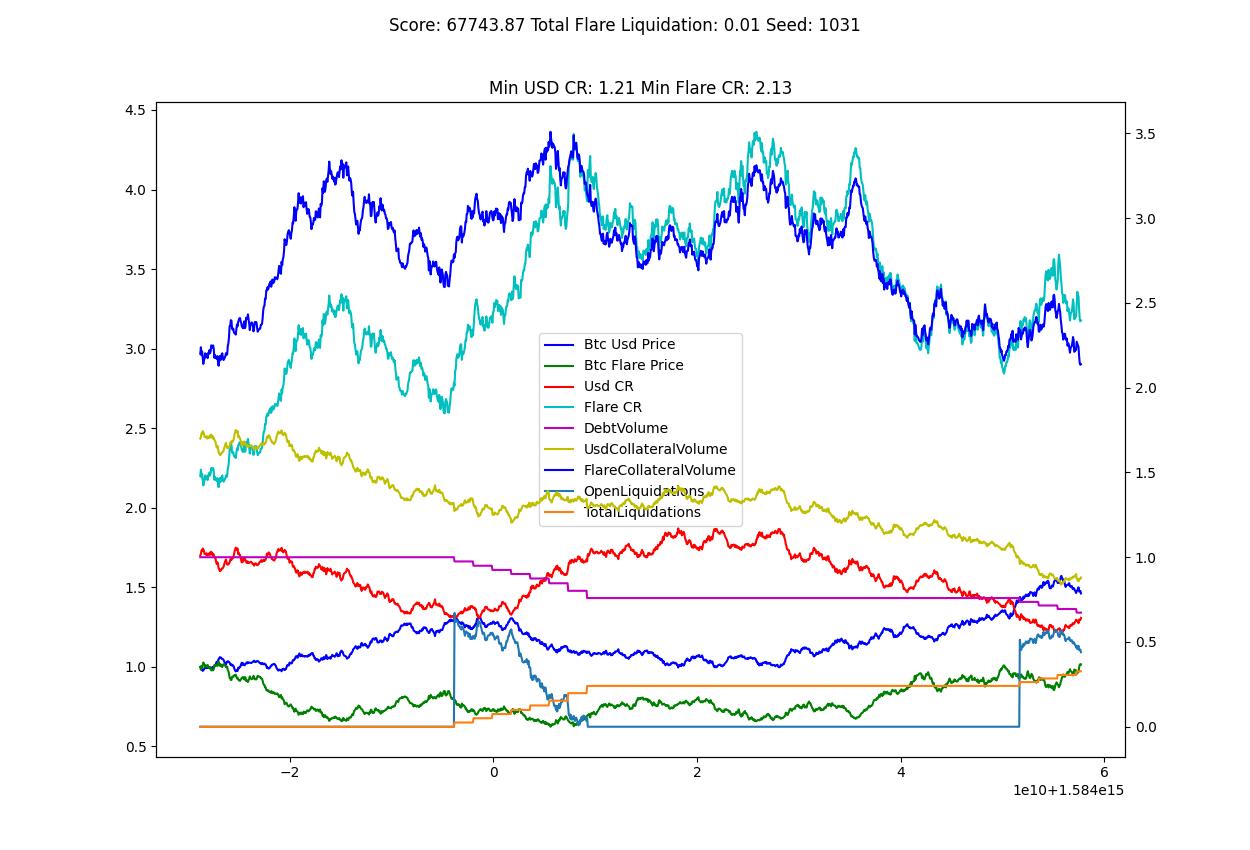 Score: 67743.87 Total Flare Liquidation: 0.01 Seed: 1031
Min USD CR: 1.21 Min Flare CR: 2.13
4.5
4.0
3.5
3.0
2.5
2.0
1.5
1.0
0.5
3.5
3.0
2.5
2.0
1.5
1.0
0.5
0.0
Btc Usd Price
Btc Flare Price
Usd CR
Flare CR
DebtVolume
UsdCollateralVolume
FlareCollateralVolume
OpenLiquidations
TotalLiquidations
−2 0 2 4 6
1e10+1.584e15